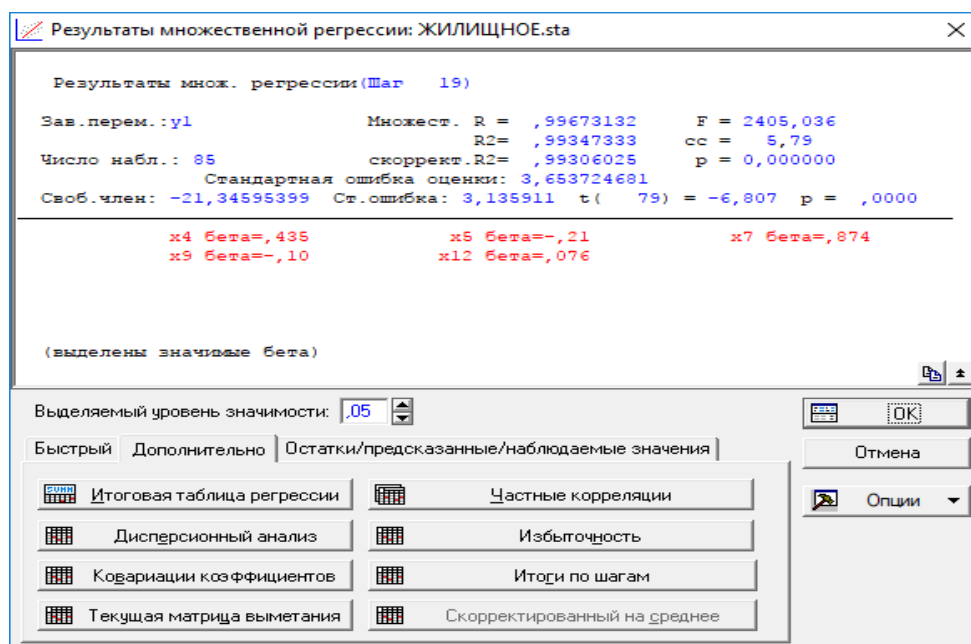 Результаты множественной регрессии: ЖИЛИЩНОЕ.sta
Результаты множ. регрессии(Шаг 19)
Зав.перем.:y1 Множест. R = ,99673132 F = 2405,036
R2= ,99347333 cc = 5,79
Число набл.: 85 скоррект.R2= ,99306025 p = 0,000000
Стандартная ошибка оценки: 3,653724681
Своб.член: -21,34595399 Ст.ошибка: 3,135911 t( 79) = -6,807 p = ,0000
x4 бета=,435 x5 бета=-,21 x7 бета=,874
x9 бета=-,10 x12 бета=,076
(выделены значимые бета)
Выделяемый уровень значимости: ,05
OK
Быстрый Дополнительно Остатки/предсказанные/наблюдаемые значения
Отмена
SUMM Итоговая таблица регрессии Частные корреляции
Опции
Дисперсионный анализ Избыточность
Ковариации коэффициентов Итоги по шагам
Текущая матрица выметания Скорректированный на среднее